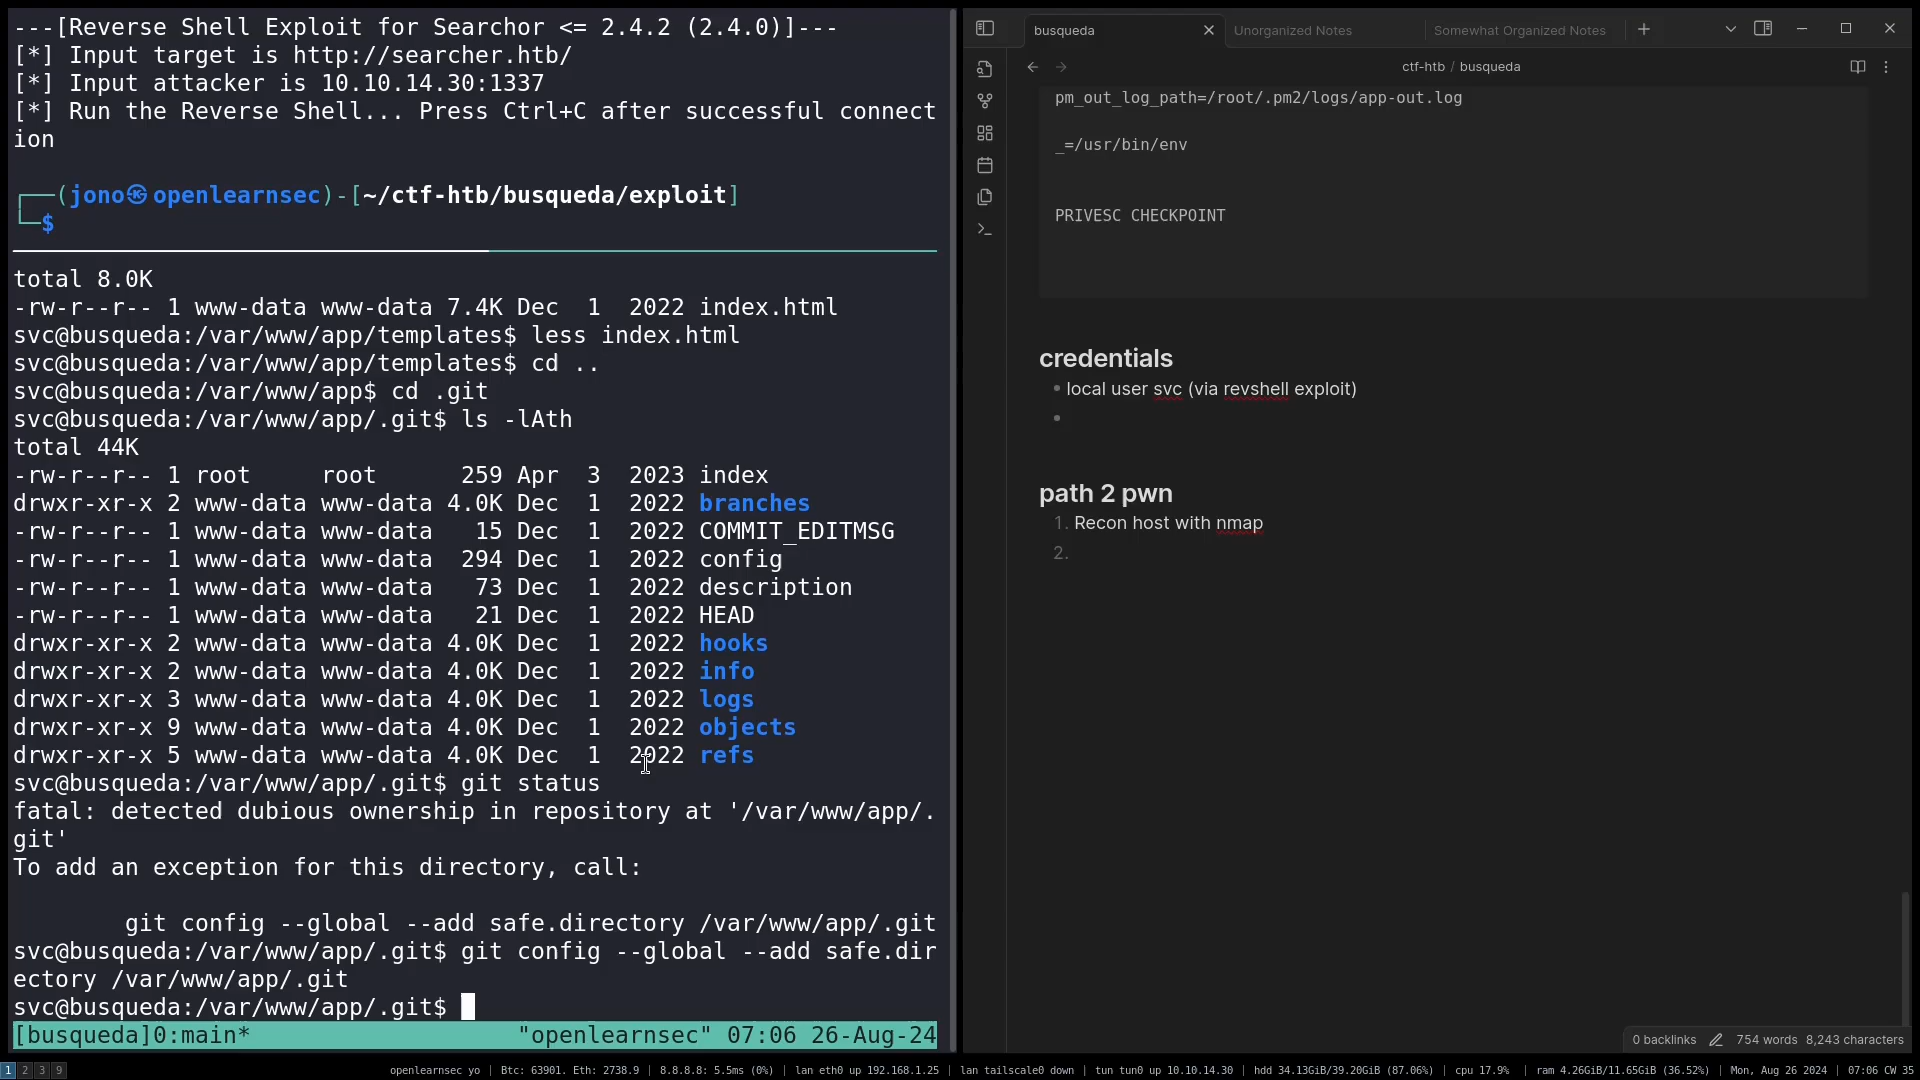 ---[Reverse Shell Exploit for Searchor <= 2.4.2 (2.4.0)]---
[*] Input target is http://searcher.htb/
[*] Input attacker is 10.10.14.30:1337
[*] Run the Reverse Shell... Press Ctrl+C after successful connect
ion
┌──(jono㉿openlearnsec)-[~/ctf-htb/busqueda/exploit]
└─$
total 8.0K
-rw-r--r-- 1 www-data www-data 7.4K Dec  1  2022 index.html
svc@busqueda:/var/www/app/templates$ less index.html
svc@busqueda:/var/www/app/templates$ cd ..
svc@busqueda:/var/www/app$ cd .git
svc@busqueda:/var/www/app/.git$ ls -lAth
total 44K
-rw-r--r-- 1 root     root      259 Apr  3  2023 index
drwxr-xr-x 2 www-data www-data 4.0K Dec  1  2022 branches
-rw-r--r-- 1 www-data www-data   15 Dec  1  2022 COMMIT_EDITMSG
-rw-r--r-- 1 www-data www-data  294 Dec  1  2022 config
-rw-r--r-- 1 www-data www-data   73 Dec  1  2022 description
-rw-r--r-- 1 www-data www-data   21 Dec  1  2022 HEAD
drwxr-xr-x 2 www-data www-data 4.0K Dec  1  2022 hooks
drwxr-xr-x 2 www-data www-data 4.0K Dec  1  2022 info
drwxr-xr-x 3 www-data www-data 4.0K Dec  1  2022 logs
drwxr-xr-x 9 www-data www-data 4.0K Dec  1  2022 objects
drwxr-xr-x 5 www-data www-data 4.0K Dec  1  2022 refs
svc@busqueda:/var/www/app/.git$ git status
fatal: detected dubious ownership in repository at '/var/www/app/.
git'
To add an exception for this directory, call:
        git config --global --add safe.directory /var/www/app/.git
svc@busqueda:/var/www/app/.git$ git config --global --add safe.dir
ectory /var/www/app/.git
svc@busqueda:/var/www/app/.git$
[busqueda]0:main* "openlearnsec" 07:06 26-Aug-24
busqueda
Unorganized Notes
Somewhat Organized Notes
ctf-htb / busqueda
pm_out_log_path=/root/.pm2/logs/app-out.log
_=/usr/bin/env
PRIVESC CHECKPOINT
credentials
• local user svc (via revshell exploit)
•
path 2 pwn
1. Recon host with nmap
2.
0 backlinks 754 words 8,243 characters
1 2 3 9
openlearnsec yo | Btc: 63901. Eth: 2738.9 | 8.8.8.8: 5.5ms (0%) | lan eth0 up 192.168.1.25 | lan tailscale0 down | tun tun0 up 10.10.14.30 | hdd 34.13GiB/39.20GiB (87.06%) | cpu 17.9% | ram 4.26GiB/11.65GiB (36.52%) | Mon, Aug 26 2024 | 07:06 CW 35